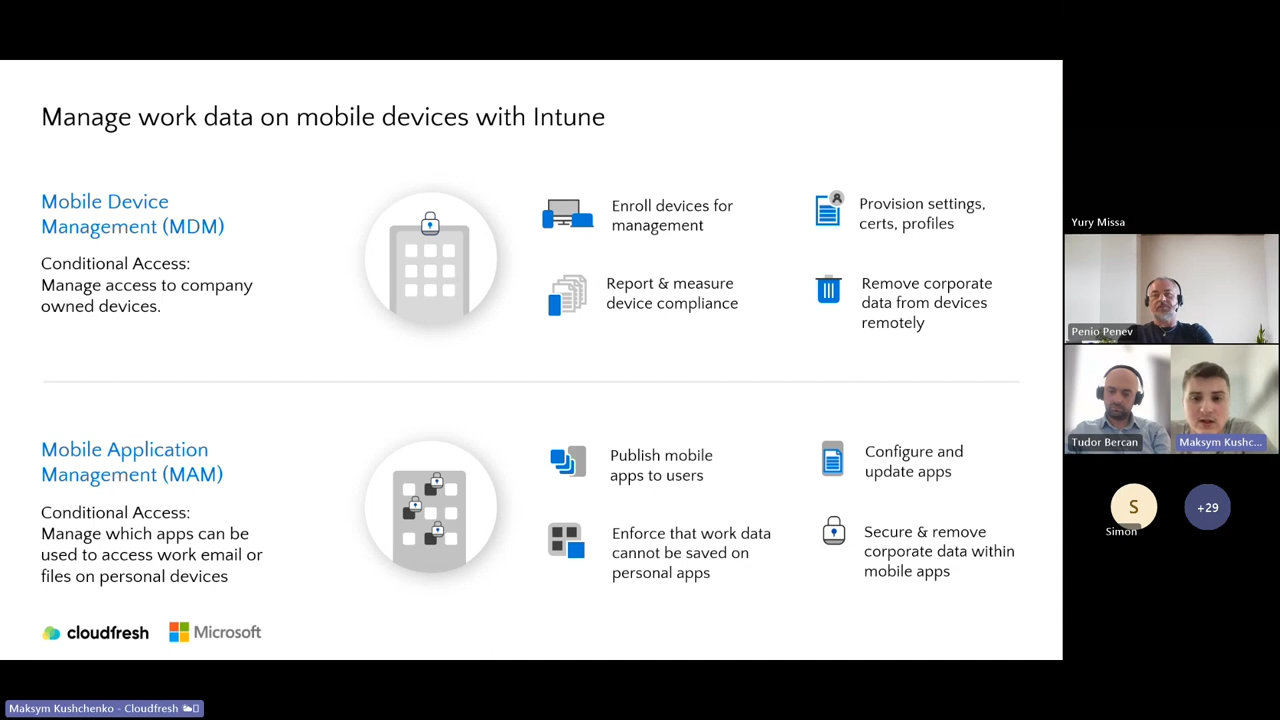 Manage work data on mobile devices with Intune
Mobile Device
Management (MDM)
Conditional Access:
Manage access to company
owned devices.
Enroll devices for
management
Provision settings,
certs, profiles
Report & measure
device compliance
Remove corporate
data from devices
remotely
Mobile Application
Management (MAM)
Conditional Access:
Manage which apps can be
used to access work email or
files on personal devices
Publish mobile
apps to users
Configure and
update apps
Enforce that work data
cannot be saved on
personal apps
Secure & remove
corporate data within
mobile apps
cloudfresh
Microsoft
Yury Missa
Penio Penev
Tudor Bercan
Maksym Kushc...
S
Simon
+29
Maksym Kushchenko - Cloudfresh